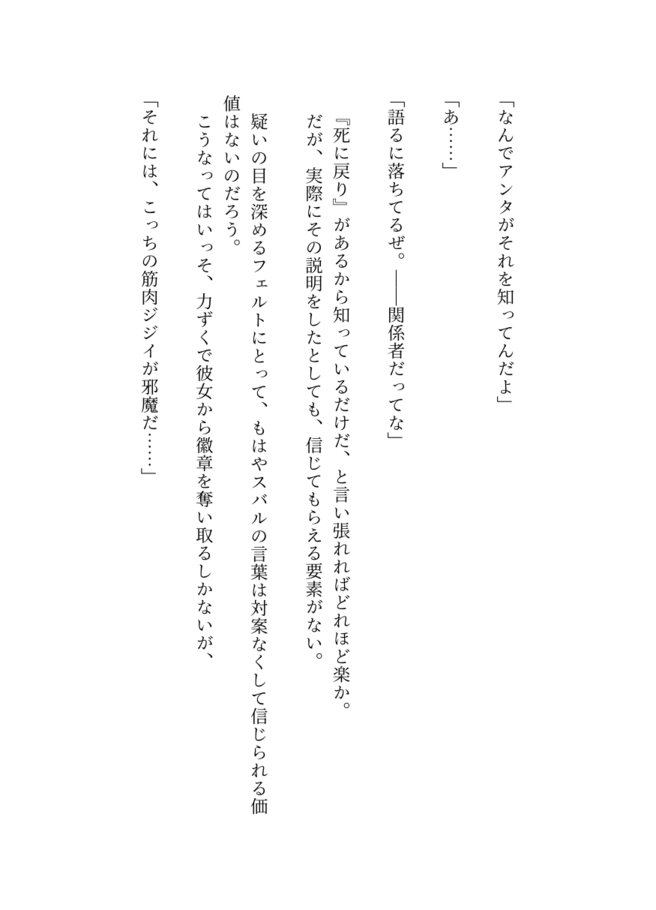 「なんでアンタがそれを知ってんだよ」
「あ……」
「語るに落ちてるぜ。――関係者だってな」
『死に戻り』があるから知っているだけだ、と言い張れればどれほど楽か。
だが、実際にその説明をしたとしても、信じてもらえる要素がない。
疑いの目を深めるフェルトにとって、もはやスバルの言葉は対案なくして信じられる価
値はないのだろう。
こうなってはいっそ、力ずくで彼女から徽章を奪い取るしかないが、
「それには、こっちの筋肉ジジイが邪魔だ……」